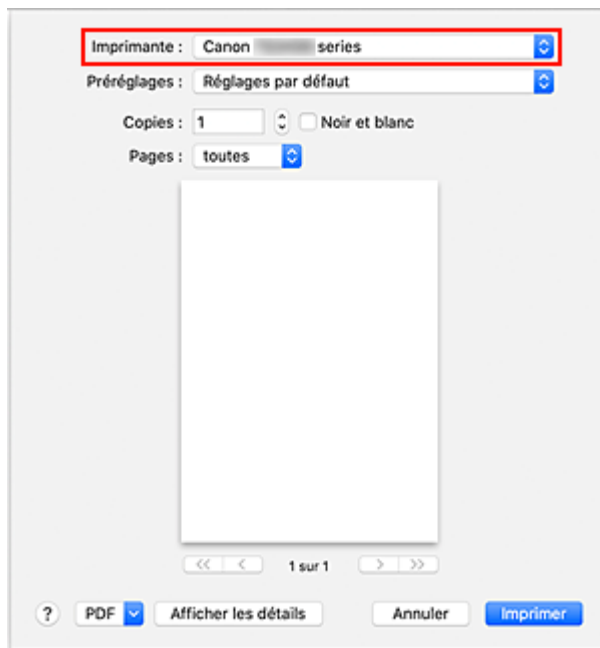 Imprimante : Canon series
Préréglages : Réglages par défaut
Copies : 1 Noir et blanc
Pages : toutes
<< < 1 sur 1 > >>
? PDF Afficher les détails Annuler Imprimer